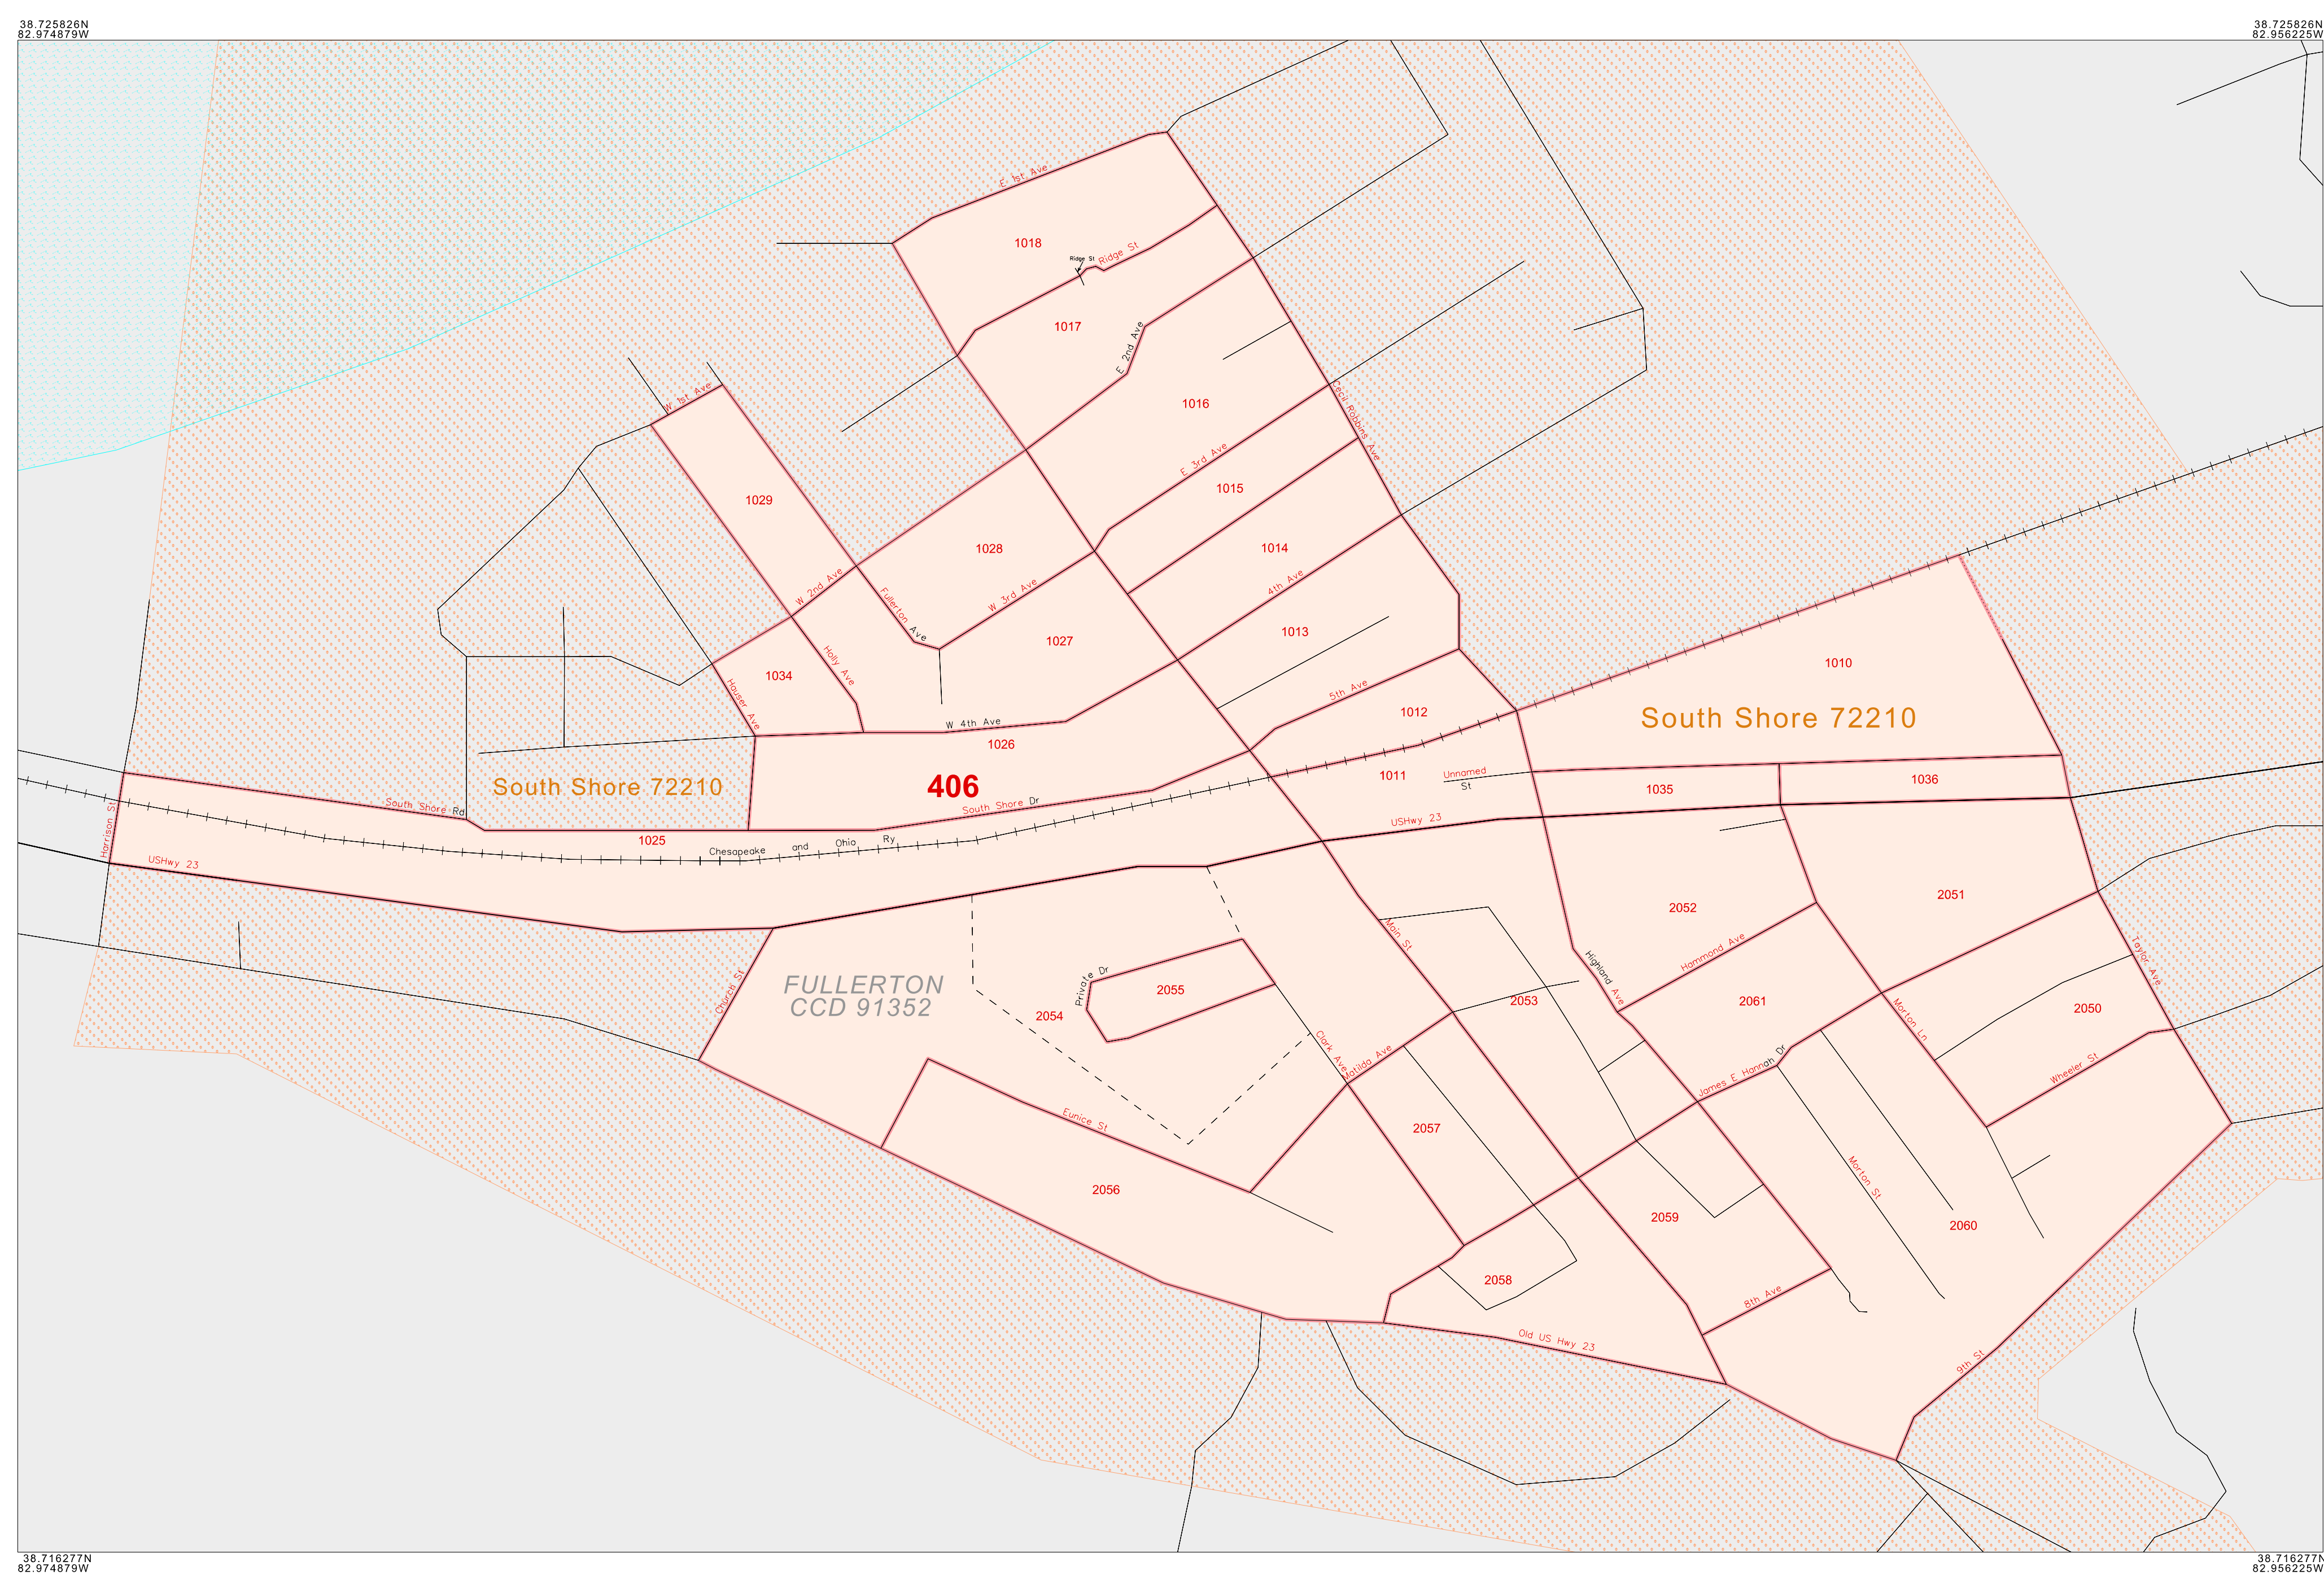 38.725826N
82.974879W
38.725826N
82.956225W
E 1st Ave
1018
Ridge St
Ridge St
1017
E 2nd Ave
1016
W 1st Ave
Cecil Robbins Ave
E 3rd Ave
1015
1029
1028
1014
W 2nd Ave
4th Ave
W 3rd Ave
Fullerton Ave
1013
1027
Holly Ave
1034
Hauser Ave
5th Ave
1012
1010
South Shore 72210
W 4th Ave
1026
1011
Unnamed
St
1035
1036
South Shore 72210
406
South Shore Rd
South Shore Dr
USHwy 23
Harrison St
1025
Chesapeake and Ohio Ry
USHwy 23
2051
2052
Main St
Hammond Ave
Taylor Ave
Highland Ave
FULLERTON
CCD 91352
Church St
Private Dr
2055
2054
2053
2061
Morton Ln
2050
Clark Ave
Matilda Ave
James E Hannah Dr
Wheeler St
Eunice St
2057
Morton St
2056
2059
2060
2058
8th Ave
Old US Hwy 23
9th St
38.716277N
82.974879W
38.716277N
82.956225W